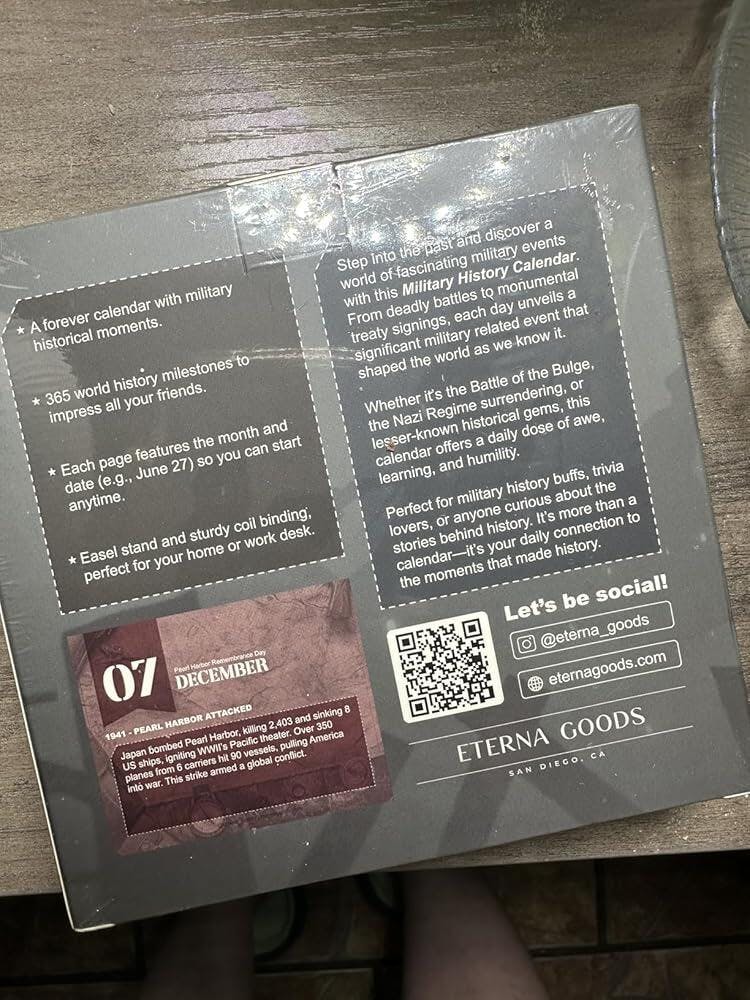 ★ A forever calendar with military
historical moments.
★ 365 world history milestones to
impress all your friends.
★ Each page features the month and
date (e.g., June 27) so you can start
anytime.
★ Easel stand and sturdy coil binding,
perfect for your home or work desk.
Step into the past and discover a
world of fascinating military events
with this Military History Calendar.
From deadly battles to monumental
treaty signings, each day unveils a
significant military related event that
shaped the world as we know it.
Whether it's the Battle of the Bulge,
the Nazi Regime surrendering, or
lesser-known historical gems, this
calendar offers a daily dose of awe,
learning, and humility.
Perfect for military history buffs, trivia
lovers, or anyone curious about the
stories behind history. It's more than a
calendar—it's your daily connection to
the moments that made history.
07
Pearl Harbor Remembrance Day
DECEMBER
1941 - PEARL HARBOR ATTACKED
Japan bombed Pearl Harbor, killing 2,403 and sinking 8
US ships, igniting WWII's Pacific theater. Over 350
planes from 6 carriers hit 90 vessels, pulling America
into war. This strike armed a global conflict.
Let's be social!
@eterna_goods
eternagoods.com
ETERNA GOODS
SAN DIEGO, CA